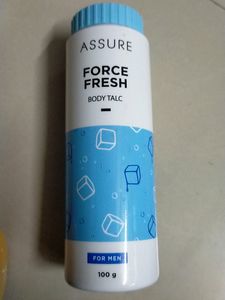 ASSURE
FORCE
FRESH
BODY TALC
FOR MEN
100 g